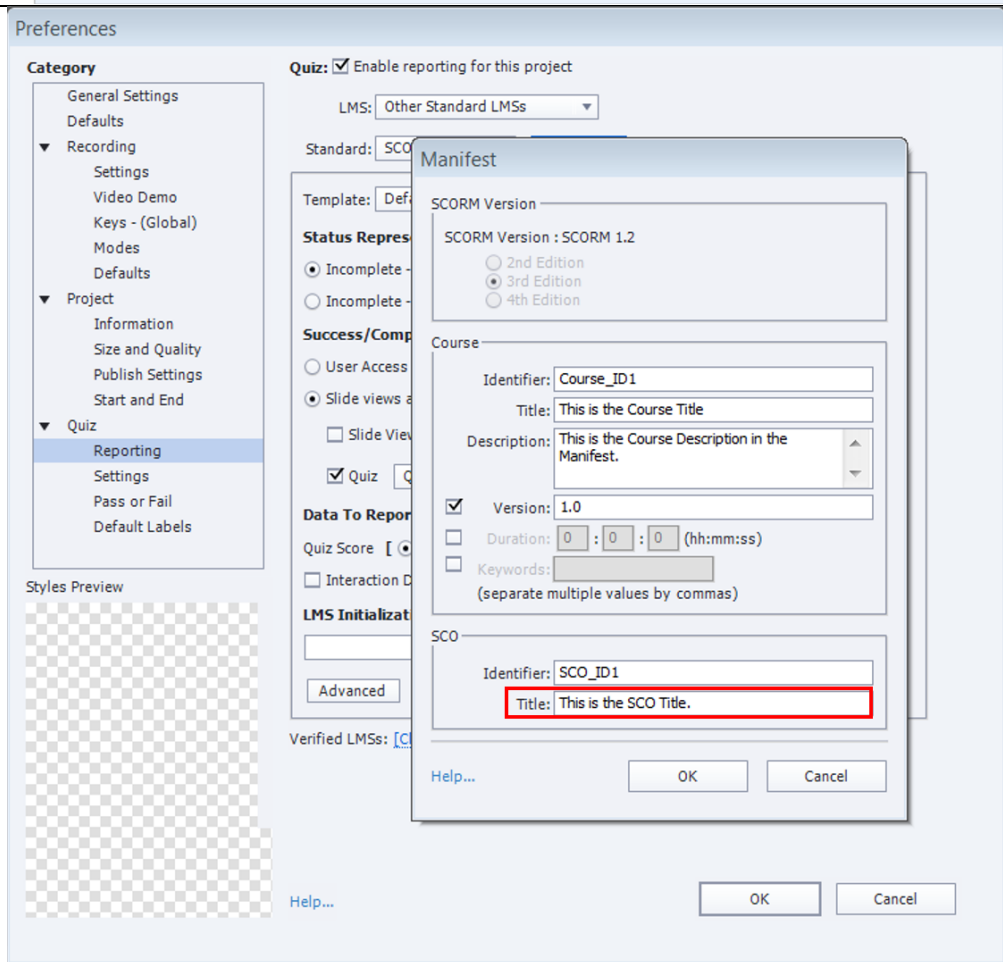 Preferences
Category
General Settings
Defaults
Recording
Settings
Video Demo
Keys - (Global)
Modes
Defaults
Project
Information
Size and Quality
Publish Settings
Start and End
Quiz
Reporting
Settings
Pass or Fail
Default Labels
Styles Preview
Quiz: Enable reporting for this project
LMS: Other Standard LMSs
Standard: SCO
Template: Defa
Status Repres
Incomplete -
Incomplete -
Success/Comp
User Access
Slide views a
Slide View
Quiz Q
Data To Repor
Quiz Score [
Interaction D
LMS Initializat
Advanced
Verified LMSs: [Cl
Help...
OK Cancel
Manifest
SCORM Version
SCORM Version : SCORM 1.2
2nd Edition
3rd Edition
4th Edition
Course
Identifier: Course_ID1
Title: This is the Course Title
Description: This is the Course Description in the
Manifest.
Version: 1.0
Duration: 0 : 0 : 0 (hh:mm:ss)
Keywords:
(separate multiple values by commas)
SCO
Identifier: SCO_ID1
Title: This is the SCO Title.
Help... OK Cancel